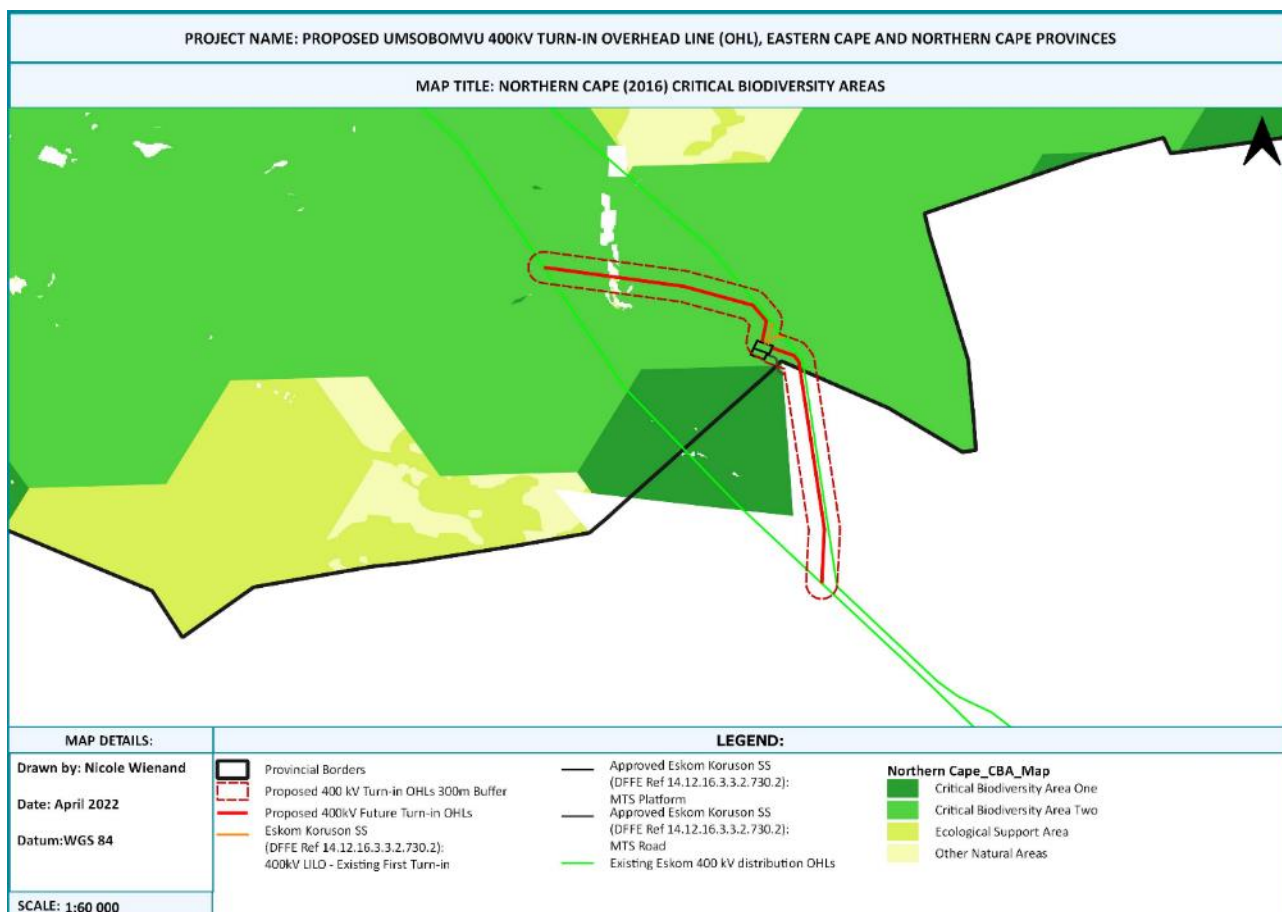 PROJECT NAME: PROPOSED UMSOBOMVU 400KV TURN-IN OVERHEAD LINE (OHL), EASTERN CAPE AND NORTHERN CAPE PROVINCES
MAP TITLE: NORTHERN CAPE (2016) CRITICAL BIODIVERSITY AREAS
MAP DETAILS:
Drawn by: Nicole Wienand
Date: April 2022
Datum:WGS 84
SCALE: 1:60 000
LEGEND:
Provincial Borders
Proposed 400 kV Turn-in OHLs 300m Buffer
Proposed 400kV Future Turn-in OHLs
Eskom Koruson SS
(DFFE Ref 14.12.16.3.3.2.730.2):
400kV LILO - Existing First Turn-in
Approved Eskom Koruson SS
(DFFE Ref 14.12.16.3.3.2.730.2):
MTS Platform
Approved Eskom Koruson SS
(DFFE Ref 14.12.16.3.3.2.730.2):
MTS Road
Existing Eskom 400 kV distribution OHLs
Northern Cape_CBA_Map
Critical Biodiversity Area One
Critical Biodiversity Area Two
Ecological Support Area
Other Natural Areas